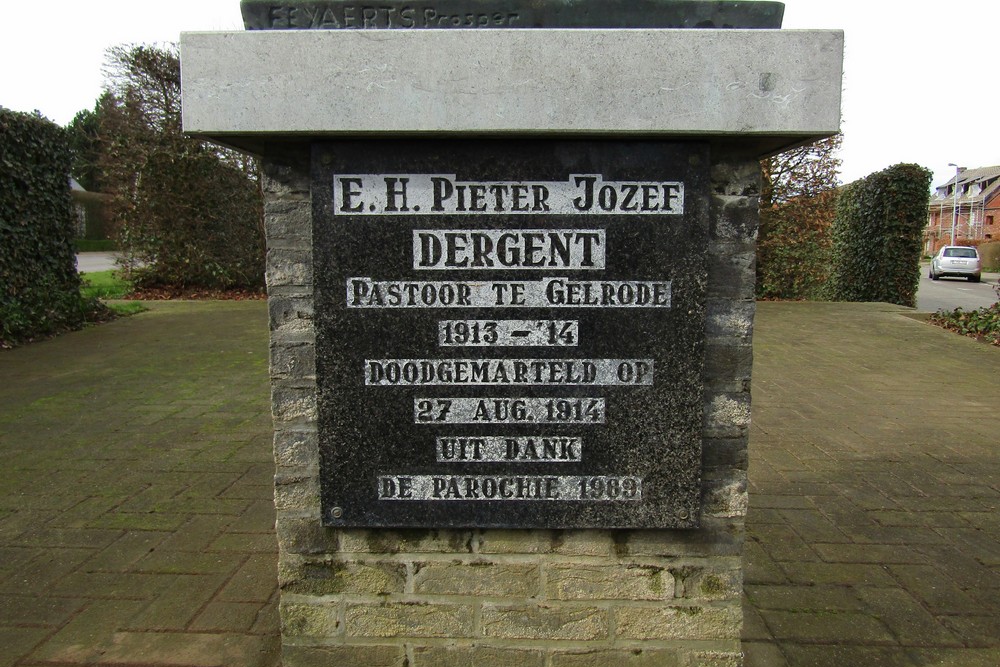 FEYAERTS Prosper
E. H. PIETER JOZEF
DERGENT
PASTOOR TE GELRODE
1913 - '14
DOODGEMARTELD OP
27 AUG. 1914
UIT DANK
DE PAROCHIE 1989